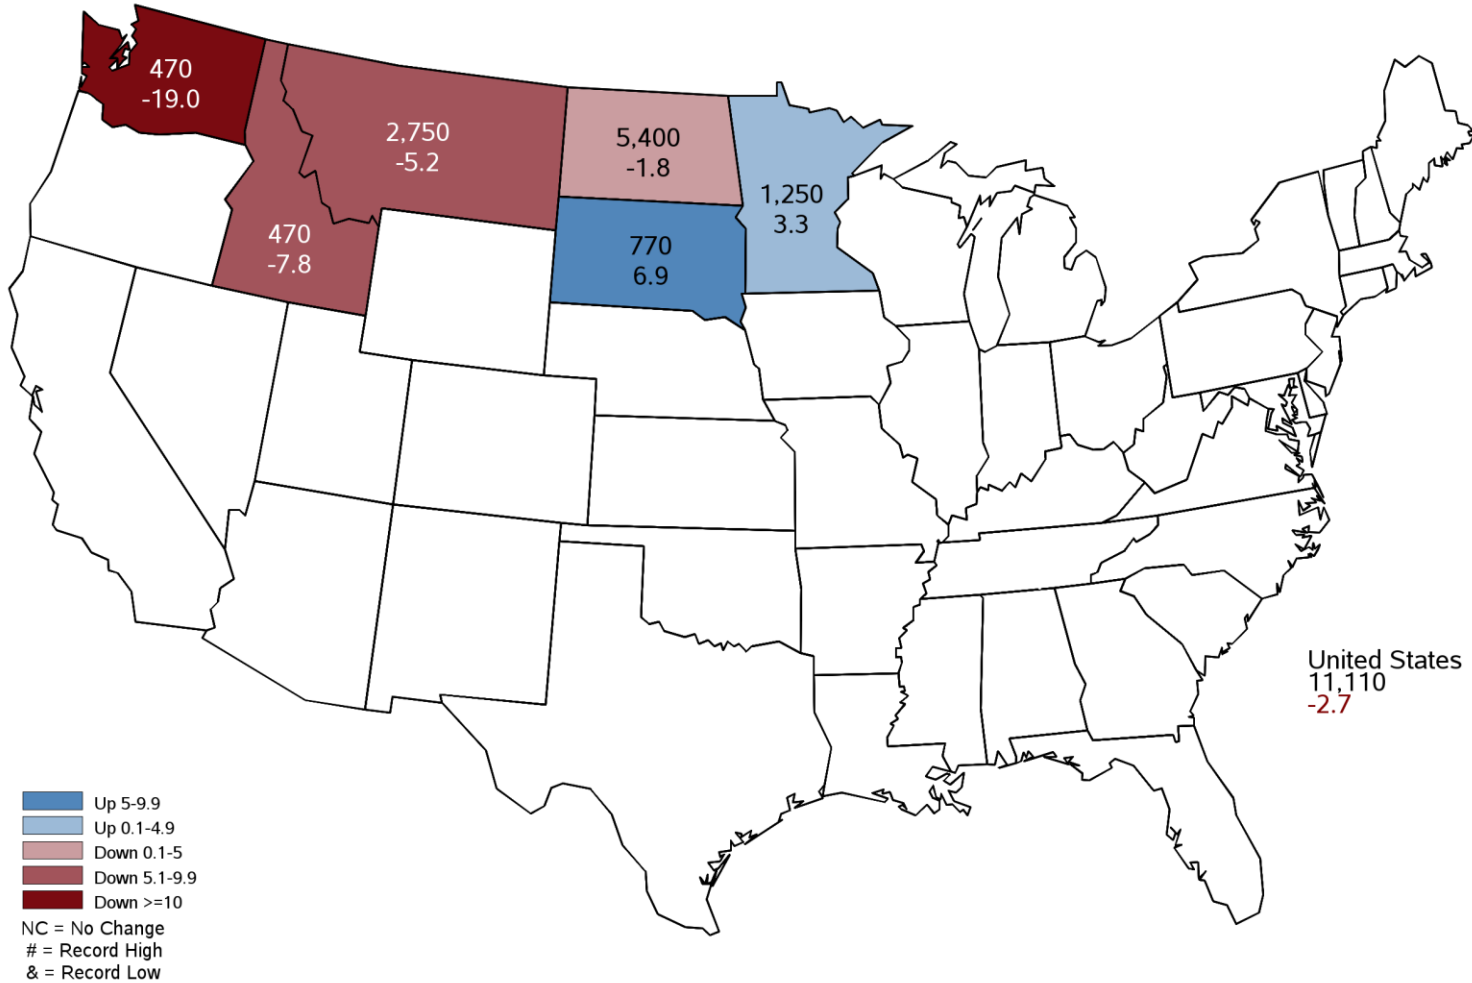 470
-19.0
2,750
-5.2
5,400
-1.8
1,250
3.3
470
-7.8
770
6.9
United States
11,110
-2.7
Up 5-9.9
Up 0.1-4.9
Down 0.1-5
Down 5.1-9.9
Down >=10
NC = No Change
# = Record High
& = Record Low